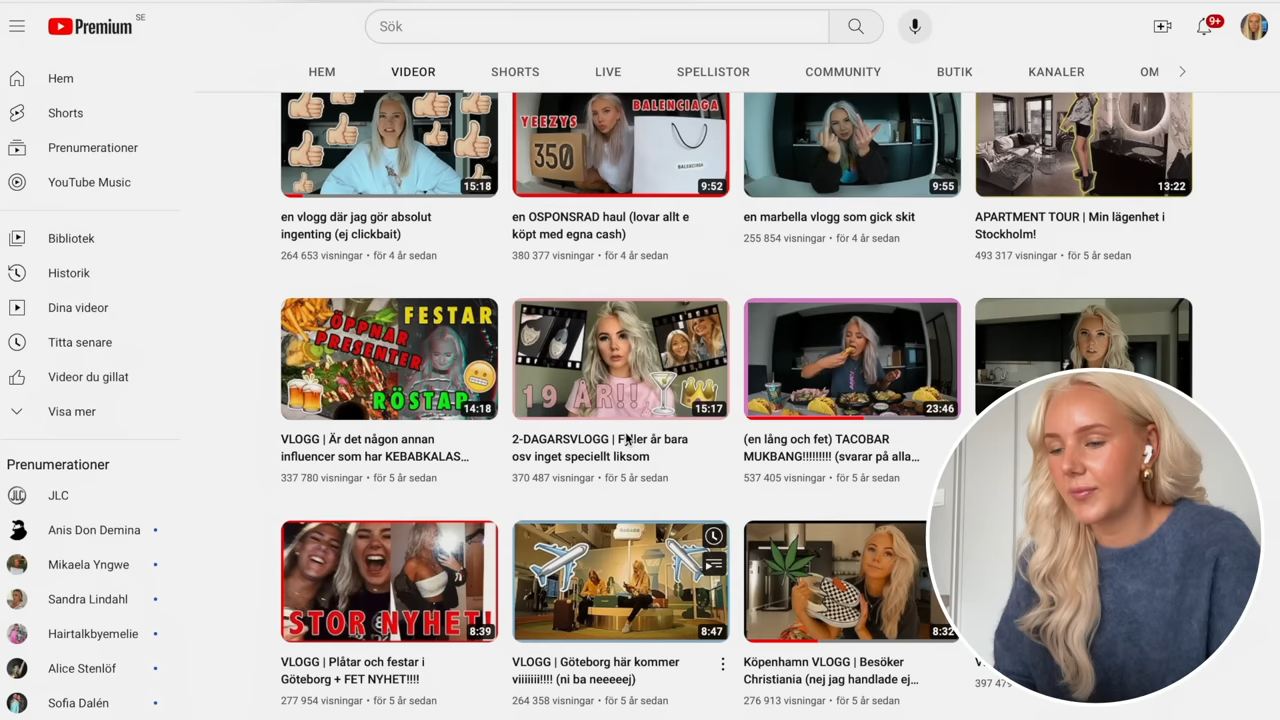 Premium SE
Sök
9+
HEM
VIDEOR
SHORTS
LIVE
SPELLISTOR
COMMUNITY
BUTIK
KANALER
OM
Hem
Shorts
Prenumerationer
YouTube Music
Bibliotek
Historik
Dina videor
Titta senare
Videor du gillat
Visa mer
Prenumerationer
JLC
JLC
Anis Don Demina
Mikaela Yngwe
Sandra Lindahl
Hairtalkbyemelie
Alice Stenlöf
Sofia Dalén
15:18
en vlogg där jag gör absolut
ingenting (ej clickbait)
264 653 visningar • för 4 år sedan
YEEZYS
BALENCIAGA
350
BALENCIAGA
9:52
en OSPONSRAD haul (lovar allt e
köpt med egna cash)
380 377 visningar • för 4 år sedan
9:55
en marbella vlogg som gick skit
255 854 visningar • för 4 år sedan
13:22
APARTMENT TOUR | Min lägenhet i
Stockholm!
493 317 visningar • för 5 år sedan
FESTAR
ÖPPNAR
PRESENTER
RÖSTAR
14:18
VLOGG | Är det någon annan
influencer som har KEBABKALAS...
337 780 visningar • för 5 år sedan
19 ÅR!!
15:17
2-DAGARSVLOGG | Fyller år bara
osv inget speciellt liksom
370 487 visningar • för 5 år sedan
23:46
(en lång och fet) TACOBAR
MUKBANG!!!!!!!!! (svarar på alla...
537 405 visningar • för 5 år sedan
STOR NYHET!
8:39
VLOGG | Plåtar och festar i
Göteborg + FET NYHET!!!!
277 954 visningar • för 5 år sedan
8:47
VLOGG | Göteborg här kommer
viiiiiii!!!! (ni ba neeeeej)
264 358 visningar • för 5 år sedan
8:32
Köpenhamn VLOGG | Besöker
Christiania (nej jag handlade ej...
276 913 visningar • för 5 år sedan